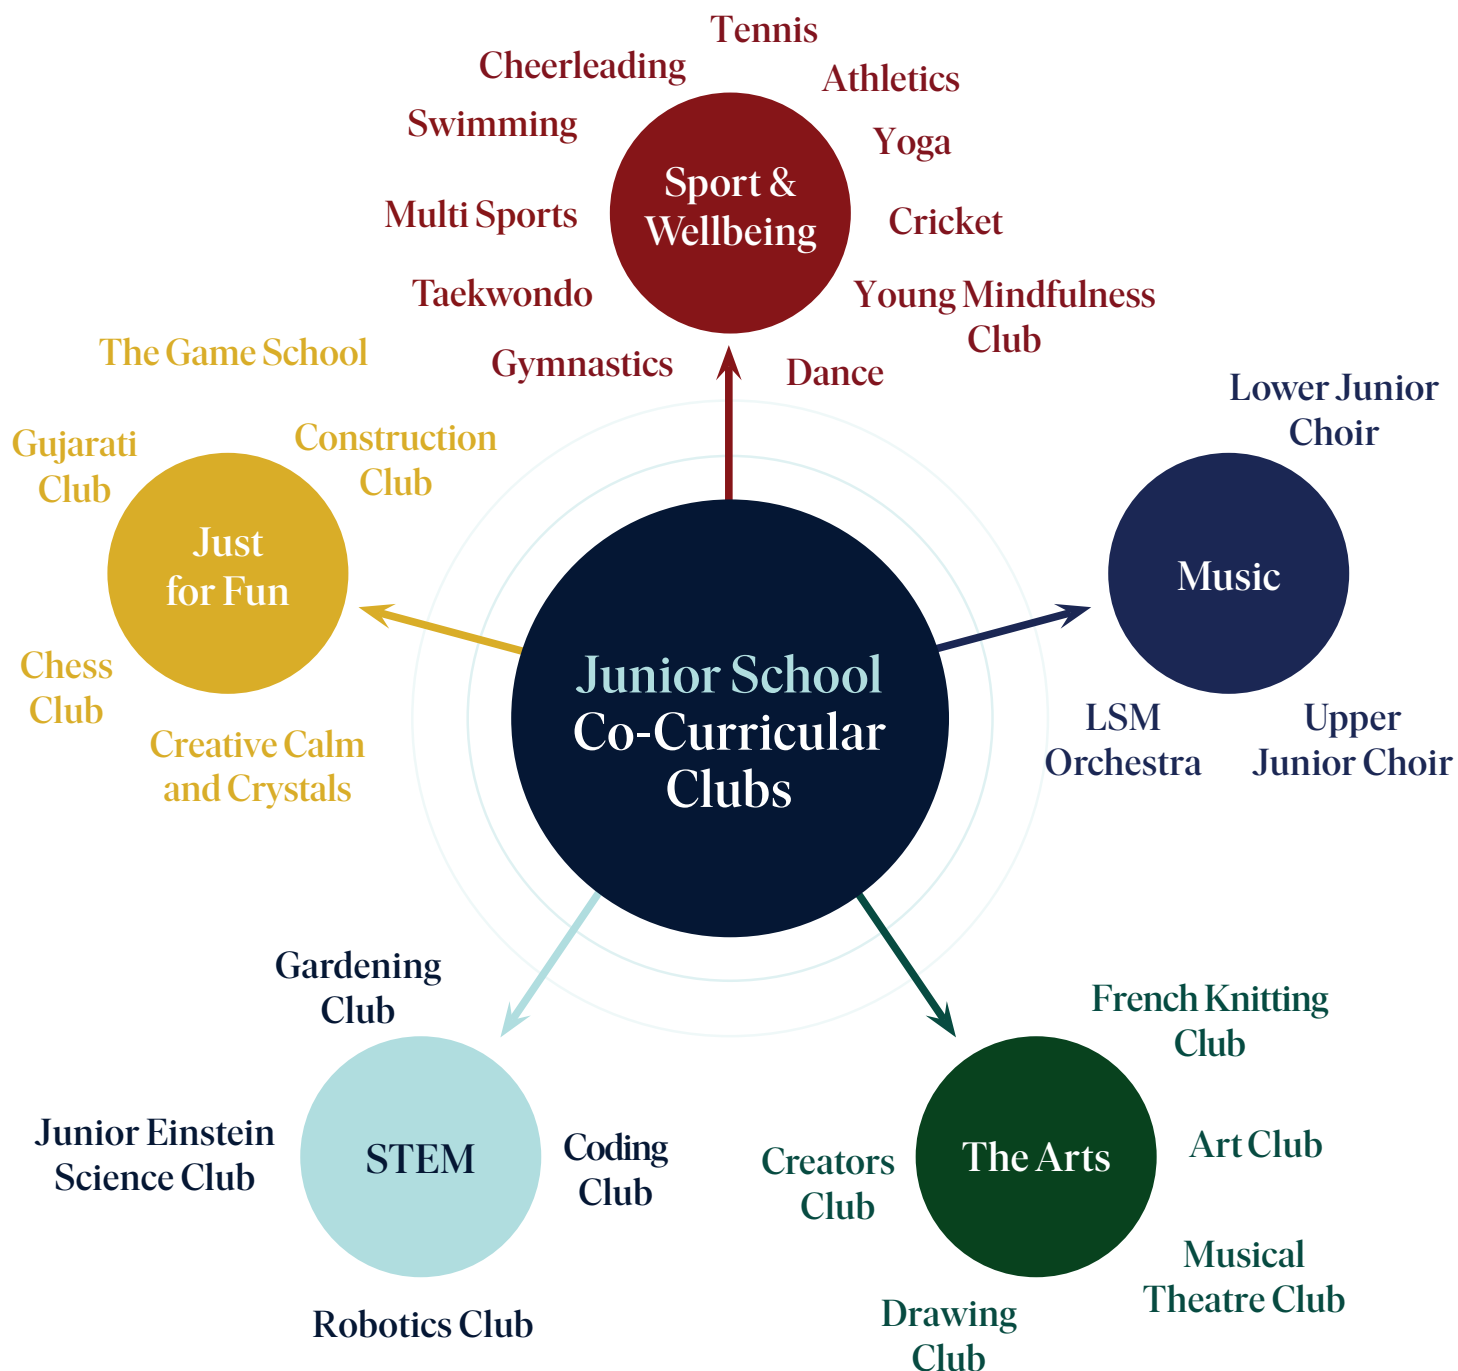 Tennis
Cheerleading
Athletics
Swimming
Yoga
Sport &
Wellbeing
Multi Sports
Cricket
Taekwondo
Young Mindfulness
Club
Gymnastics
Dance
The Game School
Gujarati
Club
Construction
Club
Just
for Fun
Chess
Club
Creative Calm
and Crystals
Lower Junior
Choir
Music
LSM
Orchestra
Upper
Junior Choir
Junior School
Co-Curricular
Clubs
Gardening
Club
Junior Einstein
Science Club
STEM
Coding
Club
Robotics Club
French Knitting
Club
Creators
Club
The Arts
Art Club
Musical
Theatre Club
Drawing
Club